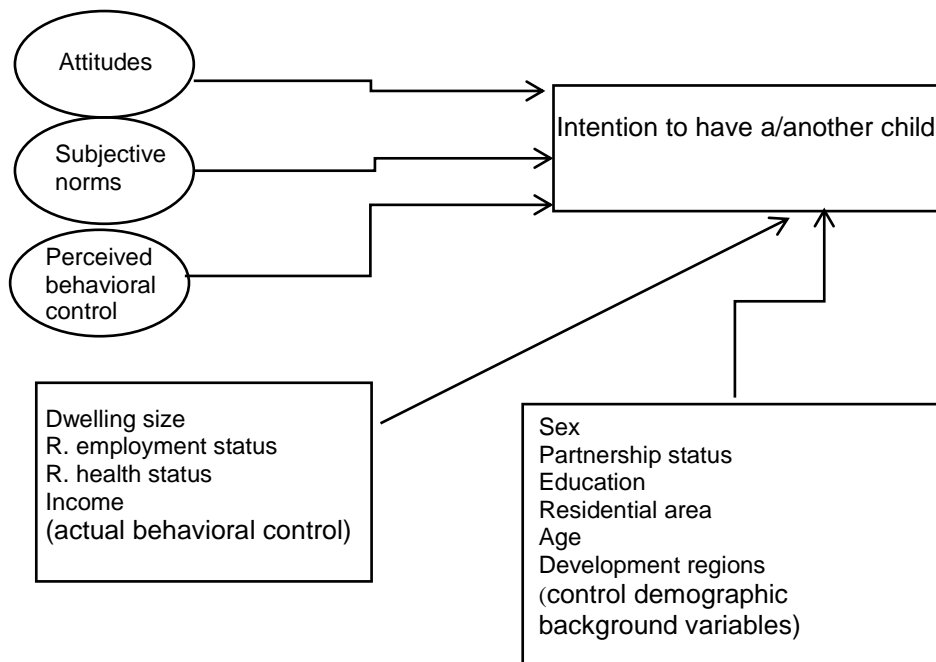 Attitudes
Subjective
norms
Perceived
behavioral
control
Intention to have a/another child
Dwelling size
R. employment status
R. health status
Income
(actual behavioral control)
Sex
Partnership status
Education
Residential area
Age
Development regions
(control demographic
background variables)